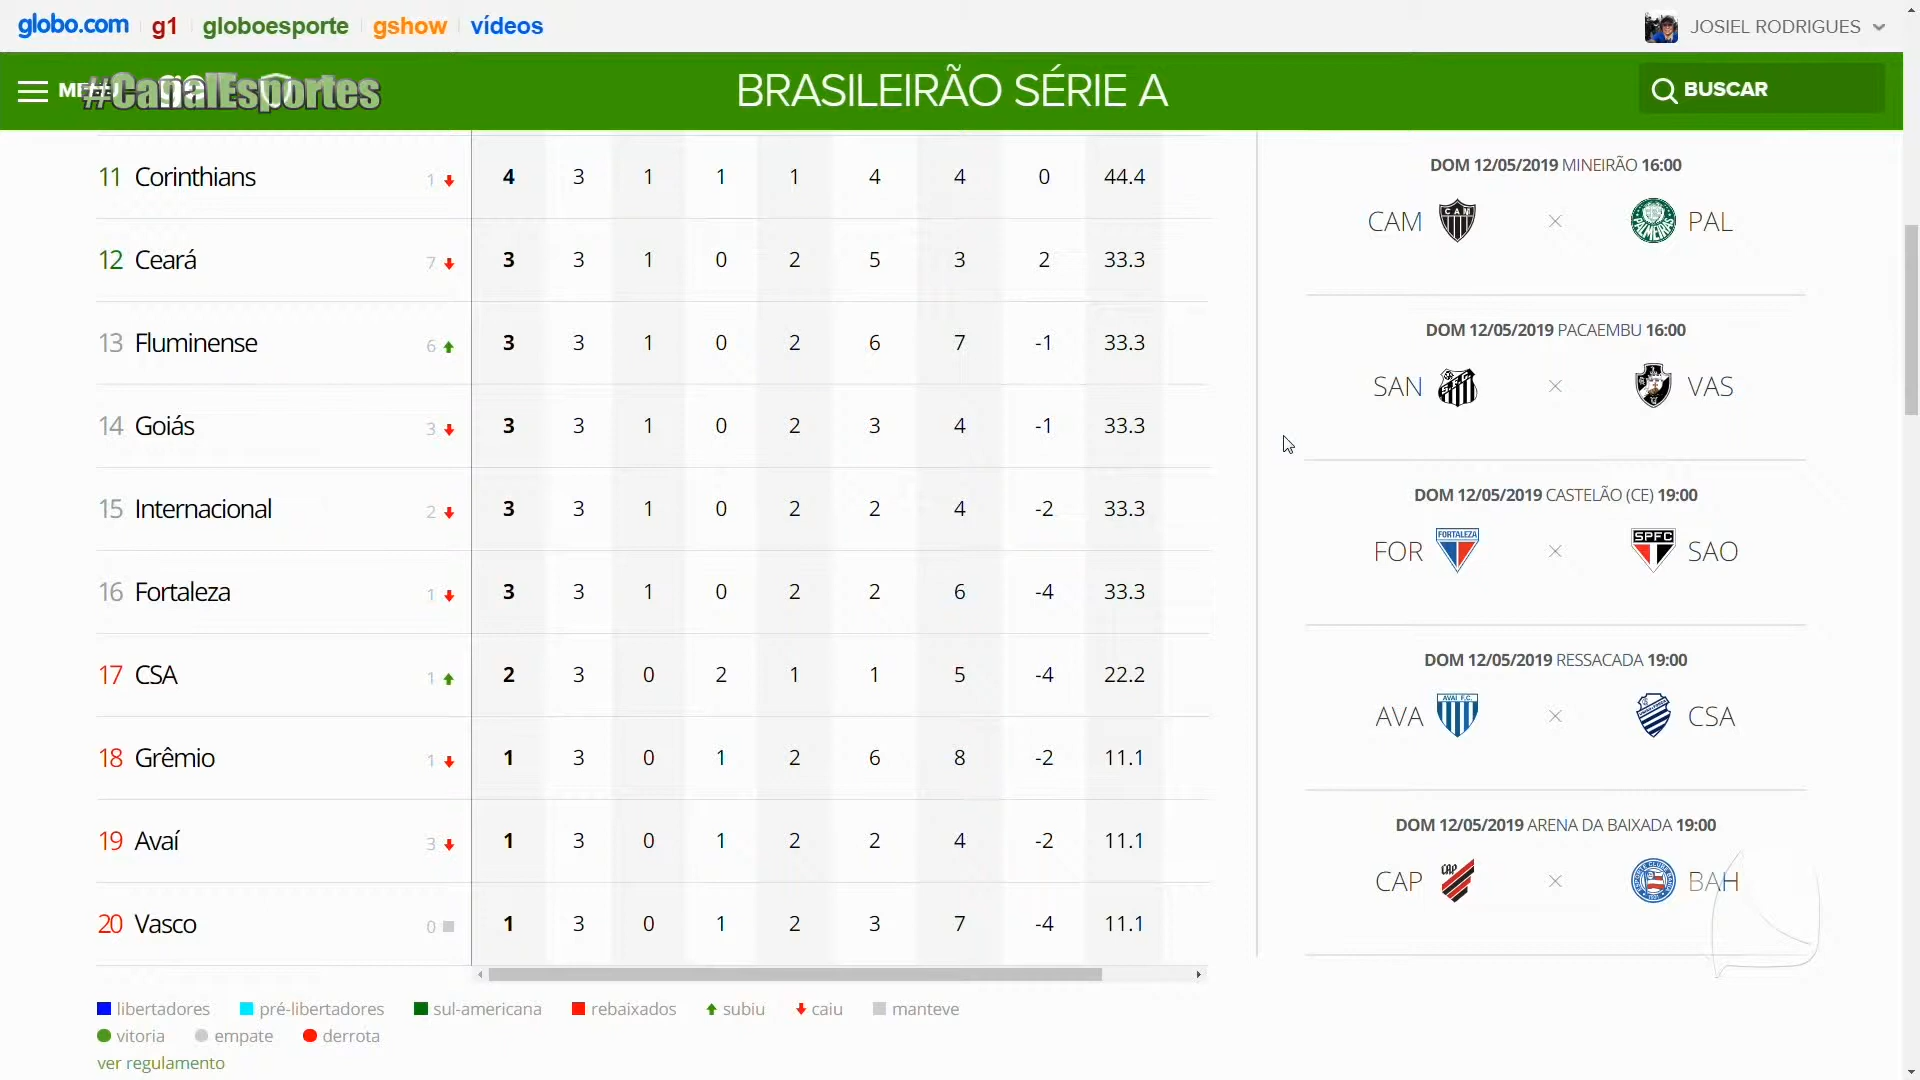 globo.com g1 globoesporte gshow vídeos JOSIEL RODRIGUES
#CanalEsportes BRASILEIRÃO SÉRIE A BUSCAR
11 Corinthians 1 4 3 1 1 1 4 4 0 44.4
12 Ceará 7 3 3 1 0 2 5 3 2 33.3
13 Fluminense 6 3 3 1 0 2 6 7 -1 33.3
14 Goiás 3 3 3 1 0 2 3 4 -1 33.3
15 Internacional 2 3 3 1 0 2 2 4 -2 33.3
16 Fortaleza 1 3 3 1 0 2 2 6 -4 33.3
17 CSA 1 2 3 0 2 1 1 5 -4 22.2
18 Grêmio 1 1 3 0 1 2 6 8 -2 11.1
19 Avaí 3 1 3 0 1 2 2 4 -2 11.1
20 Vasco 0 1 3 0 1 2 3 7 -4 11.1
libertadores pré-libertadores sul-americana rebaixados subiu caiu manteve
vitoria empate derrota
ver regulamento
DOM 12/05/2019 MINEIRÃO 16:00
CAM CAM × PALMEIRAS PAL
DOM 12/05/2019 PACAEMBU 16:00
SAN × VAS
DOM 12/05/2019 CASTELÃO (CE) 19:00
FOR FORTALEZA × SPFC SAO
DOM 12/05/2019 RESSACADA 19:00
AVA AVAÍ F.C. × CSA
DOM 12/05/2019 ARENA DA BAIXADA 19:00
CAP CAP × BAH